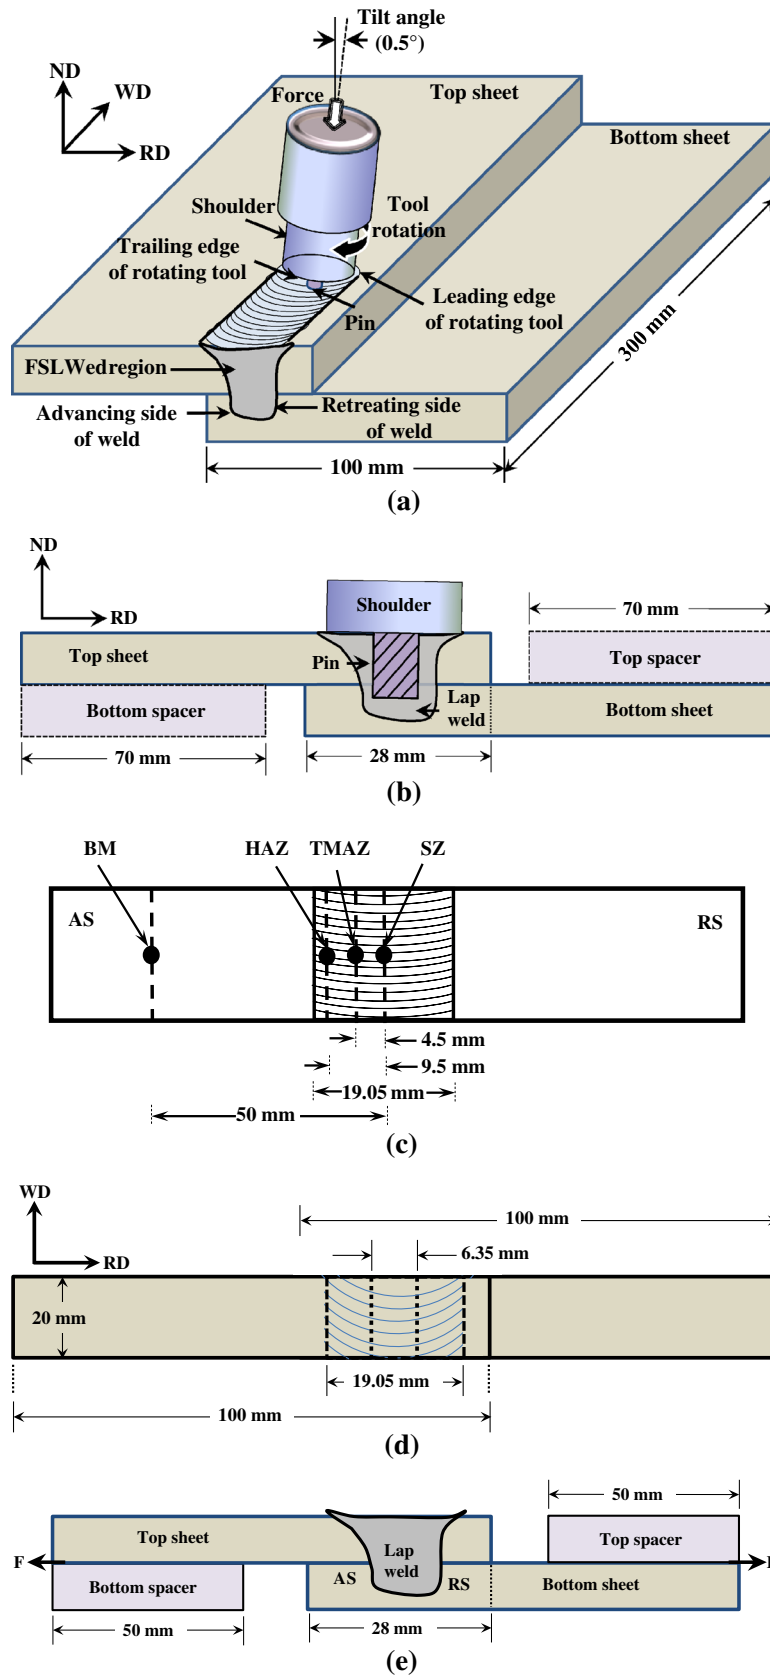 Tilt angle
(0.5°)
ND
WD
RD
Force
Top sheet
Bottom sheet
Shoulder
Tool
rotation
Trailing edge
of rotating tool
Leading edge
of rotating tool
Pin
300 mm
FSLWed region
Advancing side
of weld
Retreating side
of weld
100 mm
(a)
ND
RD
Shoulder
70 mm
Top sheet
Pin
Top spacer
Bottom spacer
Lap
weld
Bottom sheet
70 mm
28 mm
(b)
BM
HAZ
TMAZ
SZ
AS
RS
4.5 mm
9.5 mm
19.05 mm
50 mm
(c)
WD
RD
100 mm
6.35 mm
20 mm
19.05 mm
100 mm
(d)
50 mm
Top sheet
Top spacer
F
Lap
weld
Bottom spacer
AS
RS
Bottom sheet
50 mm
28 mm
(e)